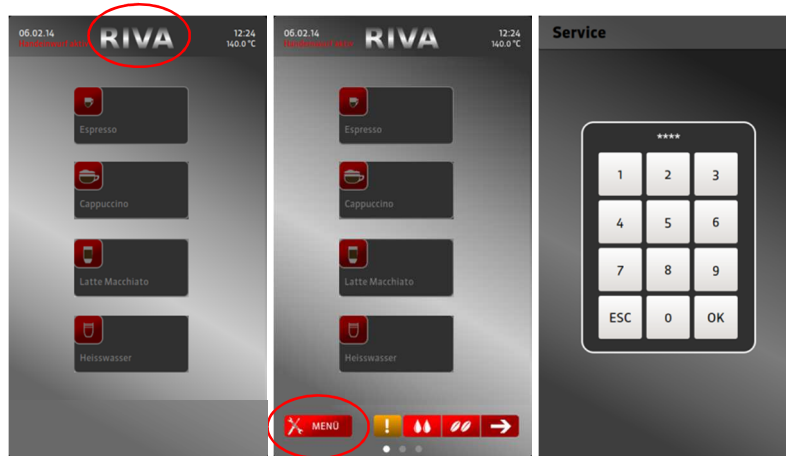 06.02.14
RIVA
12:24
140.0 °C
Espresso
Cappuccino
Latte Macchiato
Heisswasser
06.02.14
RIVA
12:24
140.0 °C
Espresso
Cappuccino
Latte Macchiato
Heisswasser
MENÜ
!
Service
****
1 2 3
4 5 6
7 8 9
ESC 0 OK